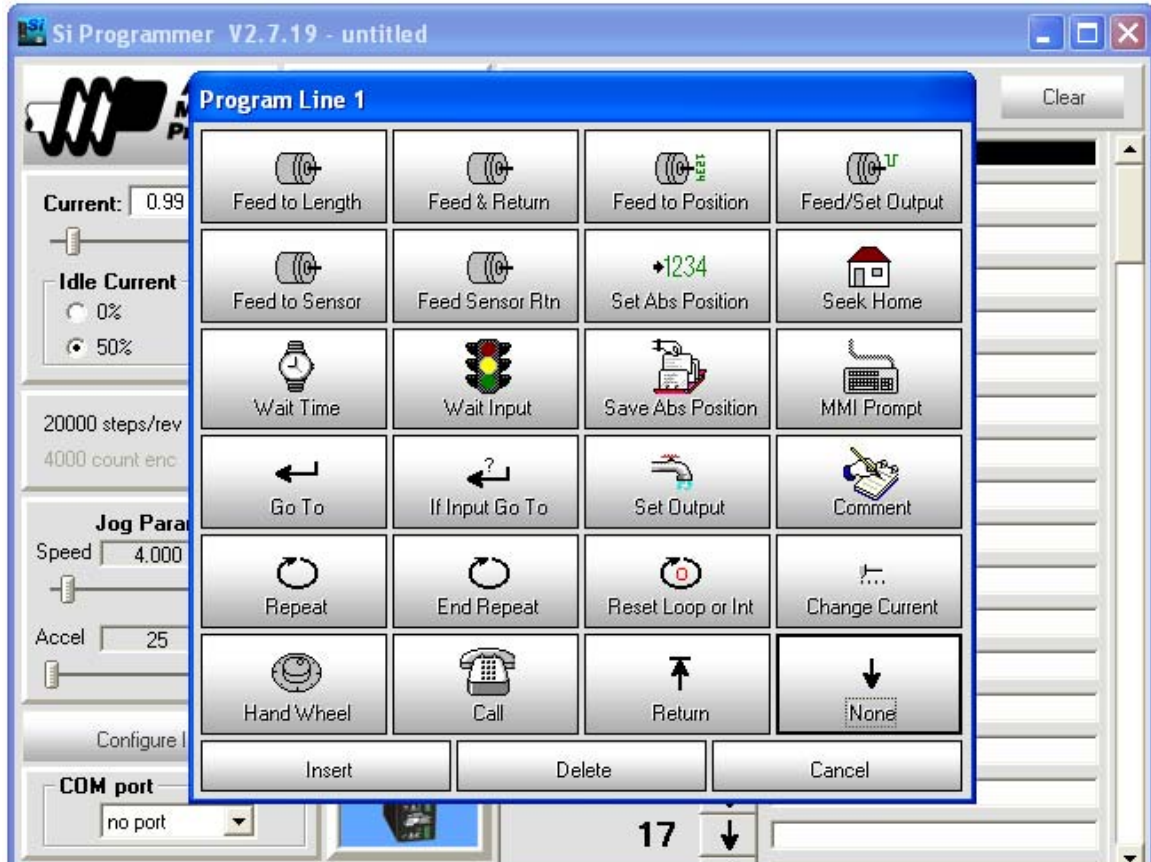 Si Programmer V2.7.19 - untitled
Clear
Program Line 1
Feed to Length
Feed & Return
Feed to Position
Feed/Set Output
Feed to Sensor
Feed Sensor Rtn
1234
Set Abs Position
Seek Home
Wait Time
Wait Input
Save Abs Position
MMI Prompt
Go To
If Input Go To
Set Output
Comment
Repeat
End Repeat
Reset Loop or Int
Change Current
Hand Wheel
Call
Return
None
Insert
Delete
Cancel
Current: 0.99
Idle Current
0%
50%
20000 steps/rev
4000 count enc
Jog Para
Speed 4.000
Accel 25
Configure I
COM port
no port
17